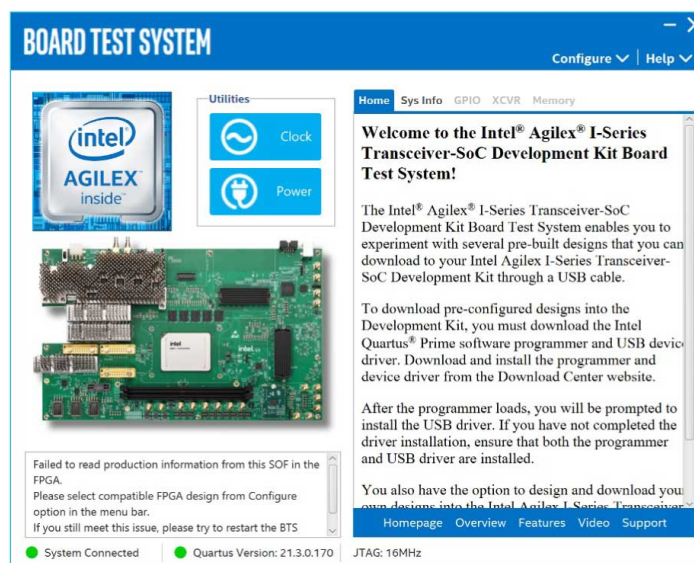 BOARD TEST SYSTEM
Configure
Help
intel
AGILEX
inside
Utilities
Clock
Power
Home Sys Info GPIO XCVR Memory
Welcome to the Intel® Agilex® I-Series
Transceiver-SoC Development Kit Board
Test System!
The Intel® Agilex® I-Series Transceiver-SoC
Development Kit Board Test System enables you to
experiment with several pre-built designs that you can
download to your Intel Agilex I-Series Transceiver-
SoC Development Kit through a USB cable.
To download pre-configured designs into the
Development Kit, you must download the Intel
Quartus® Prime software programmer and USB device
driver. Download and install the programmer and
device driver from the Download Center website.
After the programmer loads, you will be prompted to
install the USB driver. If you have not completed the
driver installation, ensure that both the programmer
and USB driver are installed.
You also have the option to design and download your
own designs into the Intel Agilex I-Series Transceiver
Homepage Overview Features Video Support
intel
intel
Failed to read production information from this SOF in the
FPGA.
Please select compatible FPGA design from Configure
option in the menu bar.
If you still meet this issue, please try to restart the BTS
System Connected
Quartus Version: 21.3.0.170
JTAG: 16MHz